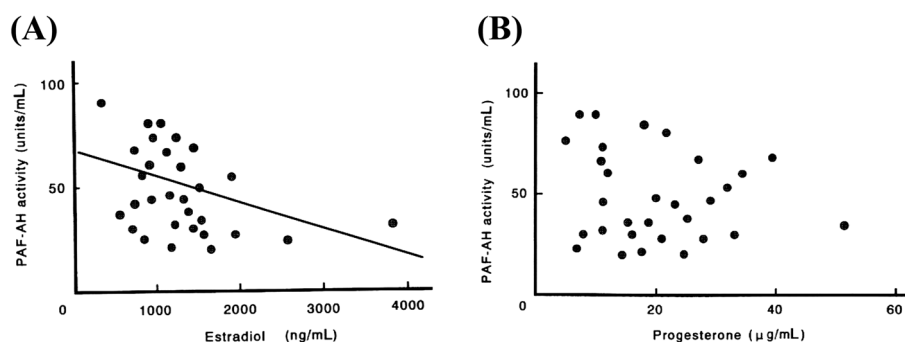 (A)
PAF-AH activity (units/mL)
100
50
0
1000
2000
3000
4000
Estradiol (ng/mL)
(B)
PAF-AH activity (units/mL)
100
50
0
20
40
60
Progesterone (μg/mL)